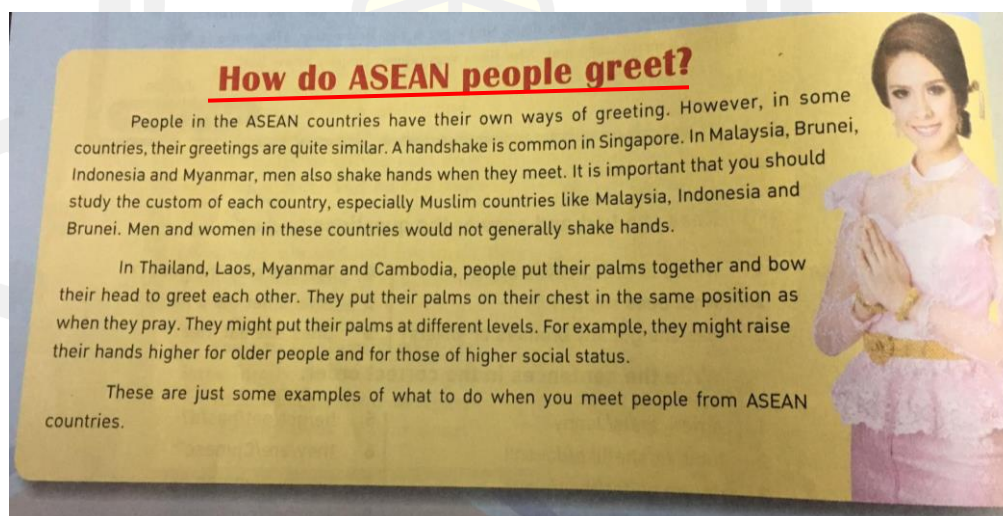 How do ASEAN people greet?
People in the ASEAN countries have their own ways of greeting. However, in some
countries, their greetings are quite similar. A handshake is common in Singapore. In Malaysia, Brunei,
Indonesia and Myanmar, men also shake hands when they meet. It is important that you should
study the custom of each country, especially Muslim countries like Malaysia, Indonesia and
Brunei. Men and women in these countries would not generally shake hands.
In Thailand, Laos, Myanmar and Cambodia, people put their palms together and bow
their head to greet each other. They put their palms on their chest in the same position as
when they pray. They might put their palms at different levels. For example, they might raise
their hands higher for older people and for those of higher social status.
These are just some examples of what to do when you meet people from ASEAN
countries.